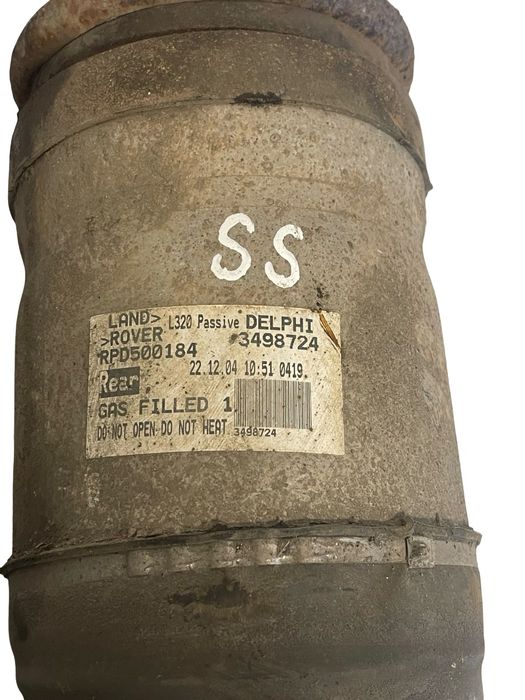 SS
LAND> L320 Passive DELPHI
>ROVER 3498724
RPD500184
Rear 22.12.04 10:51 0419
GAS FILLED 1
DO NOT OPEN DO NOT HEAT 3498724